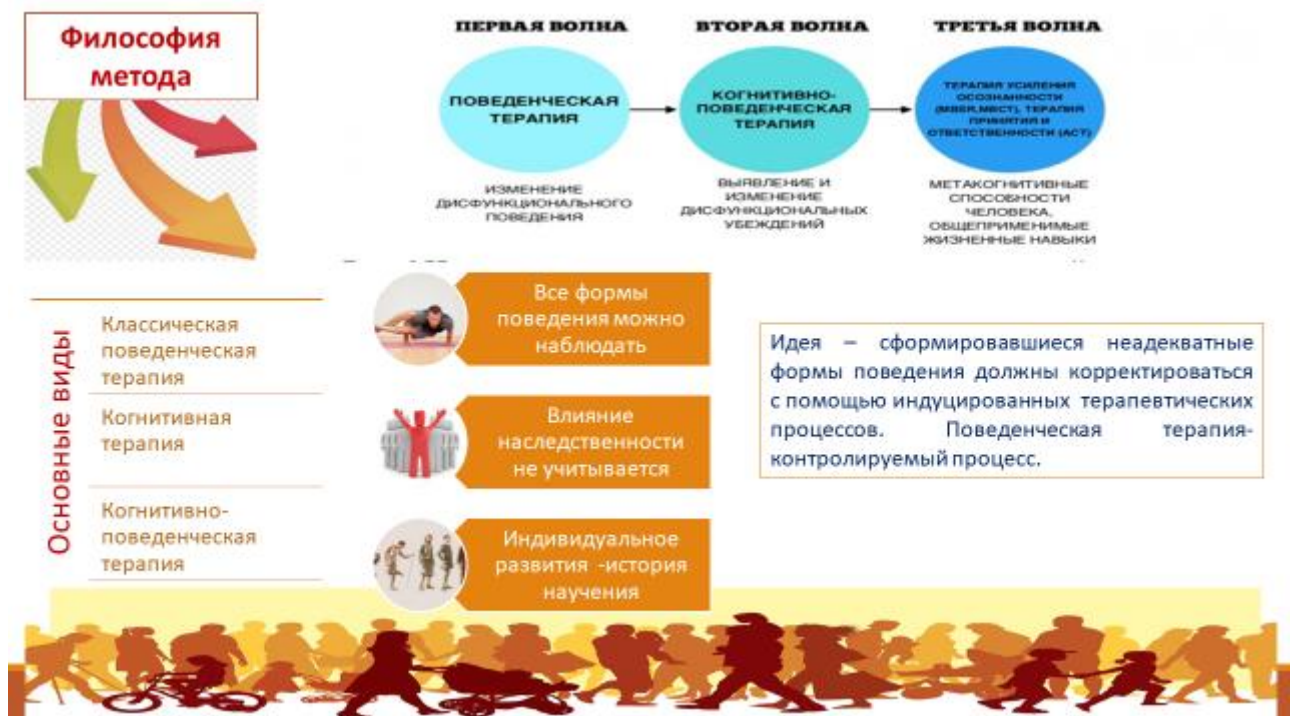 Философия
метода
ПЕРВАЯ ВОЛНА
ПОВЕДЕНЧЕСКАЯ
ТЕРАПИЯ
ИЗМЕНЕНИЕ
ДИСФУНКЦИОНАЛЬНОГО
ПОВЕДЕНИЯ
ВТОРАЯ ВОЛНА
КОГНИТИВНО-
ПОВЕДЕНЧЕСКАЯ
ТЕРАПИЯ
ВЫЯВЛЕНИЕ И
ИЗМЕНЕНИЕ
ДИСФУНКЦИОНАЛЬНЫХ
УБЕЖДЕНИЙ
ТРЕТЬЯ ВОЛНА
ТЕРАПИЯ УСИЛЕНИЯ
ОСОЗНАННОСТИ
(MBSR,MBCT), ТЕРАПИЯ
ПРИНЯТИЯ И
ОТВЕТСТВЕННОСТИ (ACT)
МЕТАКОГНИТИВНЫЕ
СПОСОБНОСТИ
ЧЕЛОВЕКА,
ОБЩЕПРИМЕНИМЫЕ
ЖИЗНЕННЫЕ НАВЫКИ
Основные виды
Классическая
поведенческая
терапия
Когнитивная
терапия
Когнитивно-
поведенческая
терапия
Все формы
поведения можно
наблюдать
Влияние
наследственности
не учитывается
Индивидуальное
развития -история
научения
Идея – сформировавшиеся неадекватные
формы поведения должны корректироваться
с помощью индуцированных терапевтических
процессов. Поведенческая терапия-
контролируемый процесс.